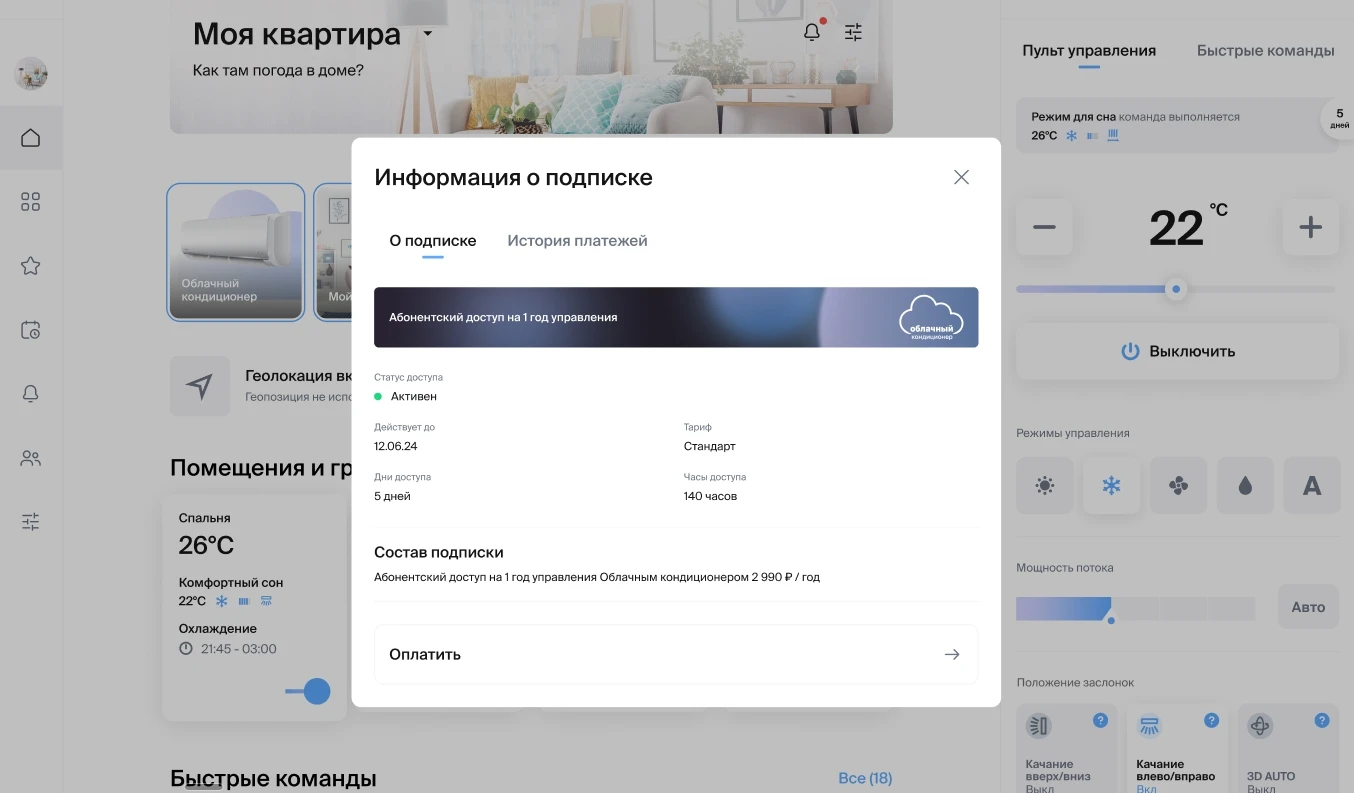 Моя квартира
Как там погода в доме?
Облачный
кондиционер
Мой
Геолокация вк
Геопозиция не испо
Помещения и гр
Спальня
26°C
Комфортный сон
22°C
Охлаждение
21:45 - 03:00
Быстрые команды
Все (18)
Информация о подписке
О подписке
История платежей
Абонентский доступ на 1 год управления
облачный
кондиционер
Статус доступа
Активен
Действует до
12.06.24
Тариф
Стандарт
Дни доступа
5 дней
Часы доступа
140 часов
Состав подписки
Абонентский доступ на 1 год управления Облачным кондиционером 2 990 ₽ / год
Оплатить
Пульт управления
Быстрые команды
Режим для сна команда выполняется
26°C
5
дней
22 °C
Выключить
Режимы управления
A
Мощность потока
Авто
Положение заслонок
?
Качание
вверх/вниз
Выкл
?
Качание
влево/вправо
Вкл
?
3D AUTO
Выкл